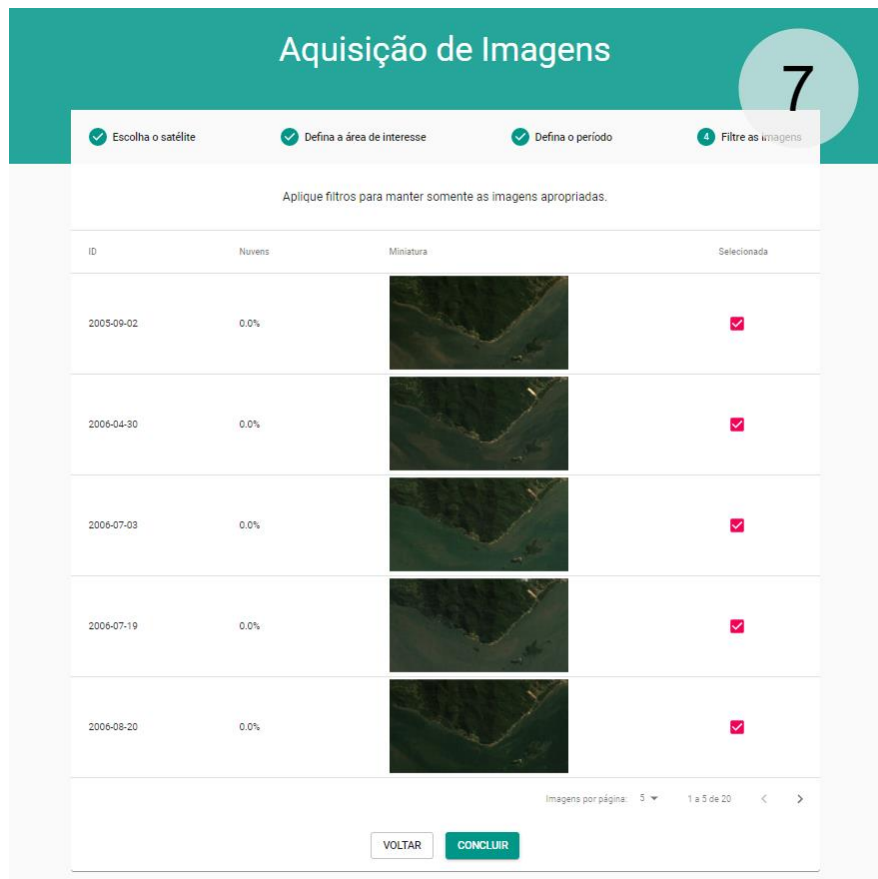 Aquisição de Imagens
7
Escolha o satélite
Defina a área de interesse
Defina o período
4 Filtre as imagens
Aplique filtros para manter somente as imagens apropriadas.
ID Nuvens Miniatura Selecionada
2005-09-02 0.0%
2006-04-30 0.0%
2006-07-03 0.0%
2006-07-19 0.0%
2006-08-20 0.0%
Imagens por página: 5 1 a 5 de 20
VOLTAR CONCLUIR